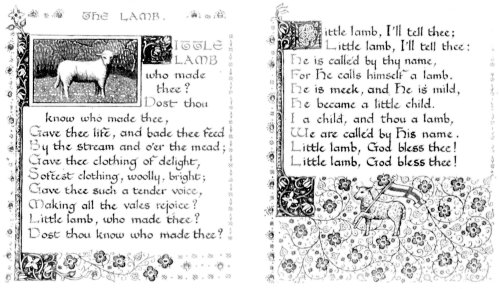 THE LAMB.
LITTLE
LAMB
who made
thee?
Dost thou
know who made thee,
Gave thee life, and bade thee feed
By the stream and o'er the mead;
Gave thee clothing of delight,
Softest clothing, woolly, bright;
Gave thee such a tender voice,
Making all the vales rejoice?
Little lamb, who made thee?
Dost thou know who made thee?
Little lamb, I'll tell thee;
Little lamb, I'll tell thee:
He is called by thy name,
For He calls himself a lamb.
He is meek, and He is mild,
He became a little child.
I a child, and thou a lamb,
We are called by His name.
Little lamb, God bless thee!
Little lamb, God bless thee!